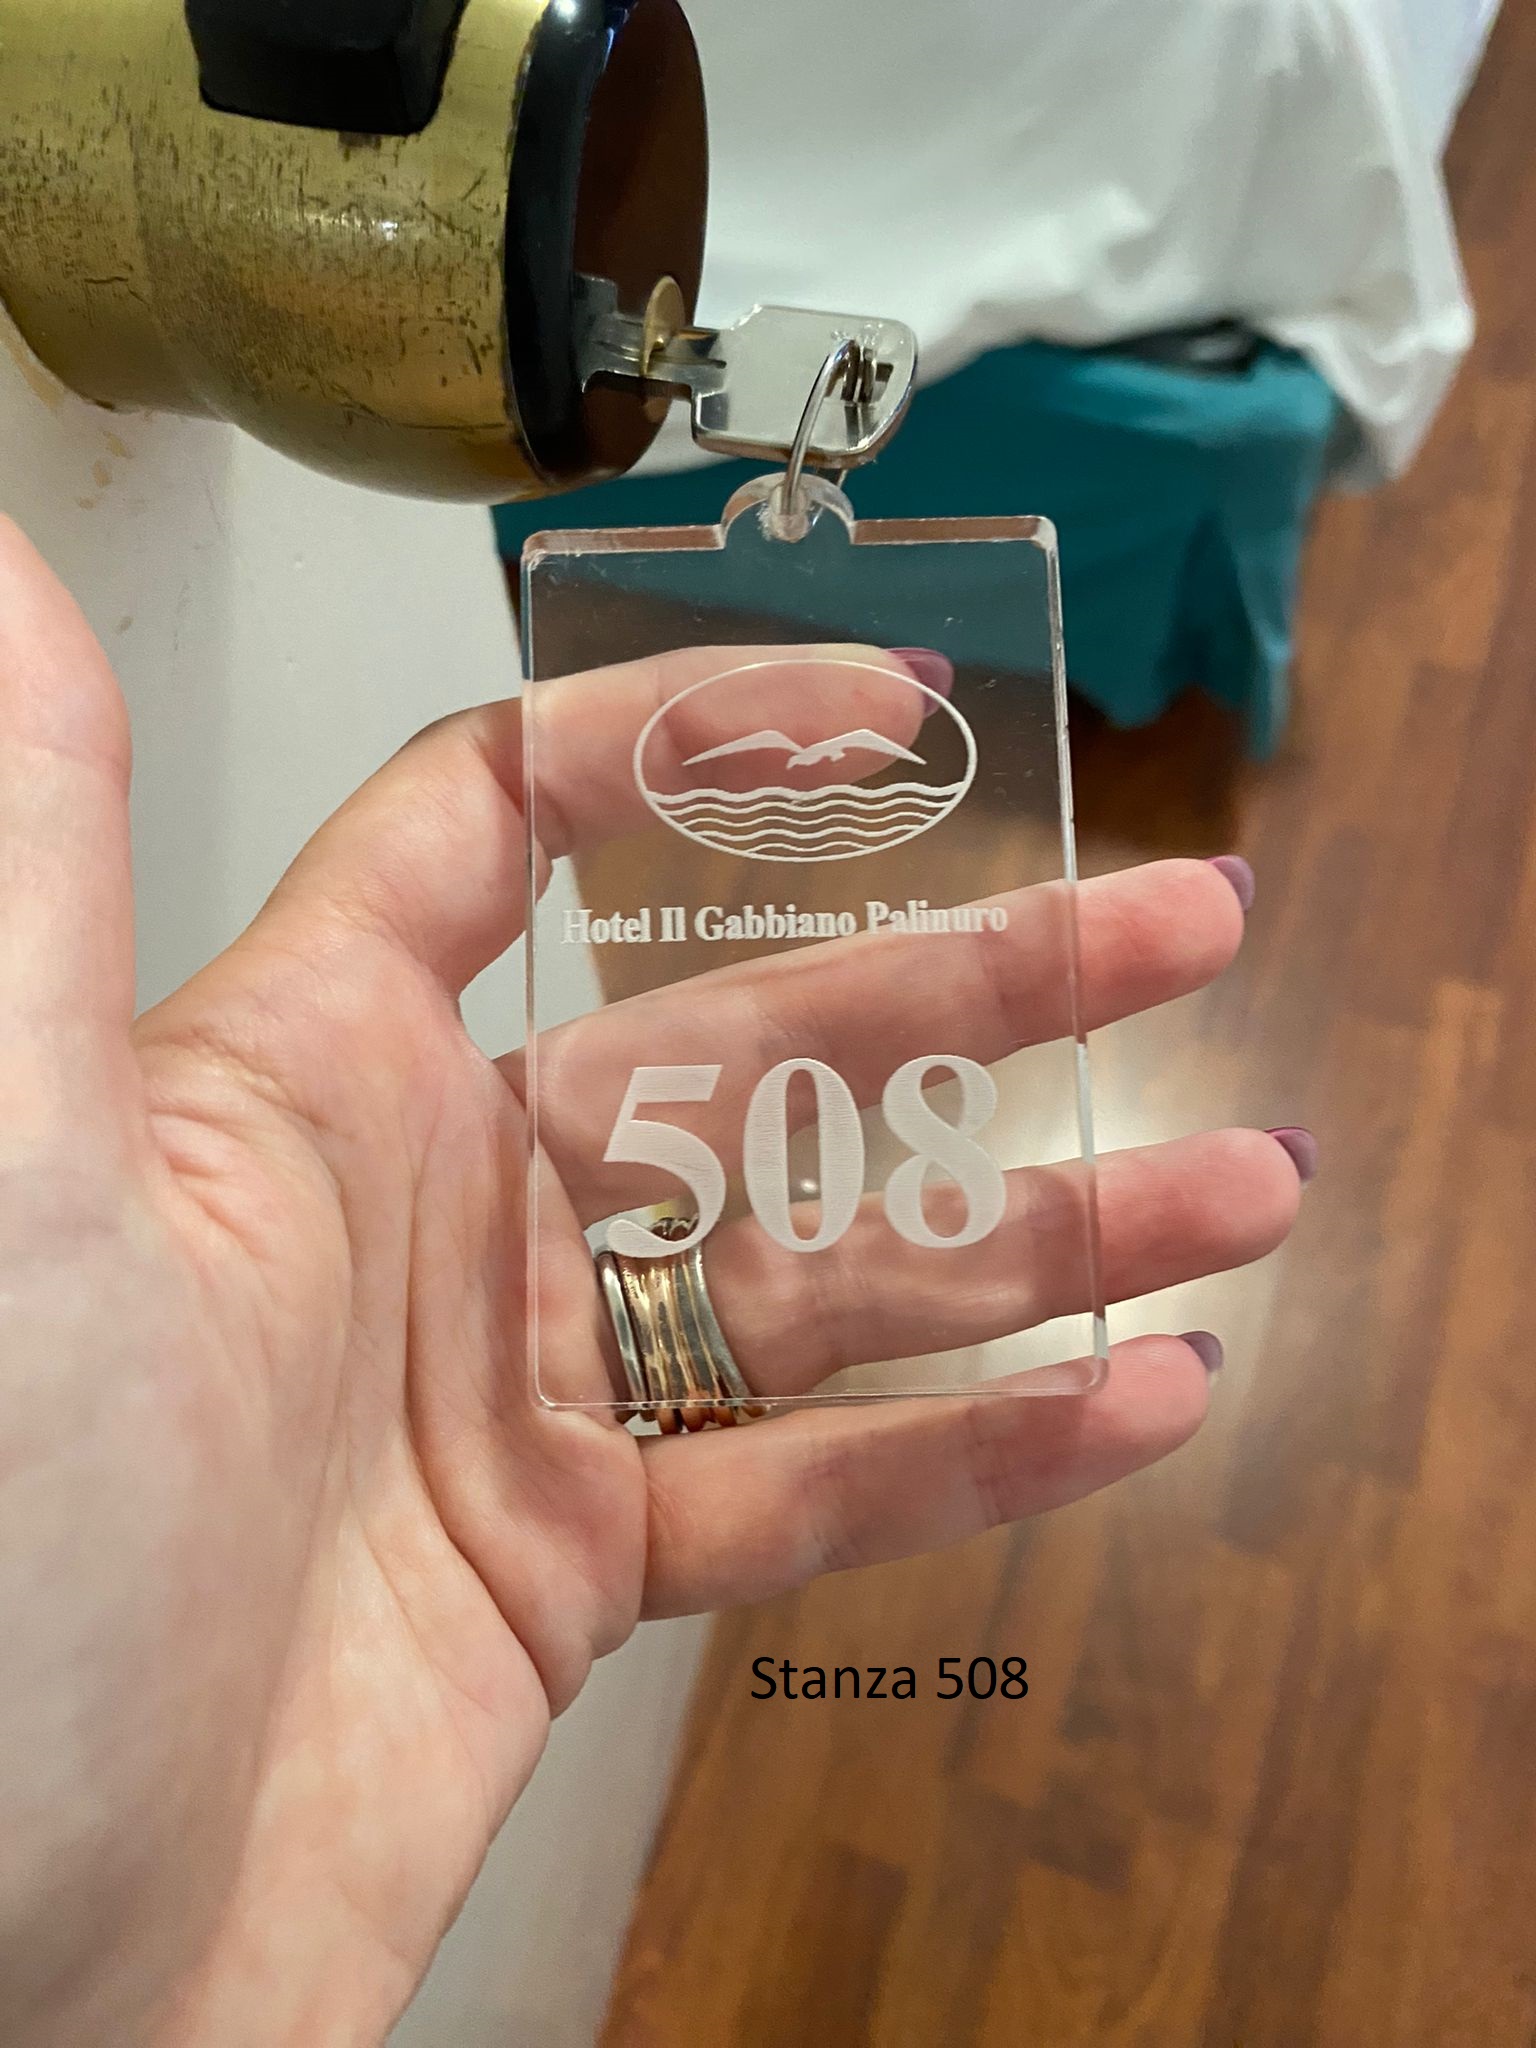 Hotel Il Gabbiano Palinuro
508
Stanza 508